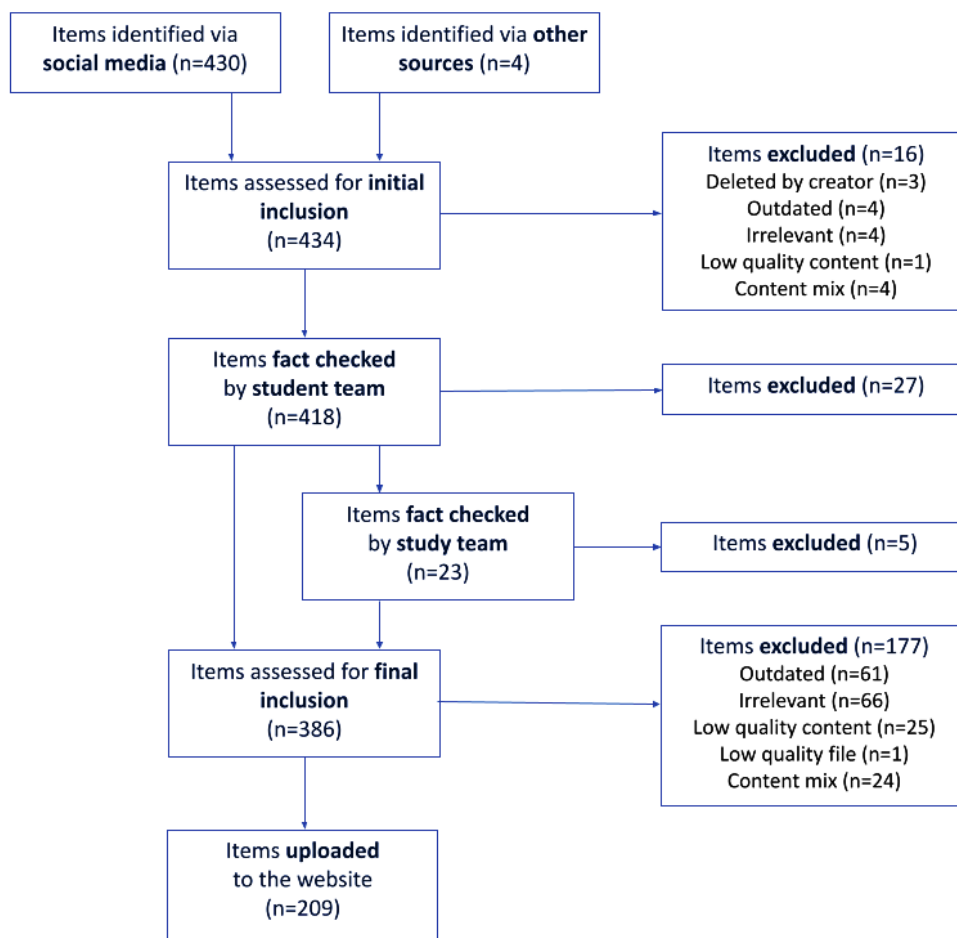 Items identified via
social media (n=430)
Items identified via other
sources (n=4)
Items assessed for initial
inclusion
(n=434)
Items excluded (n=16)
Deleted by creator (n=3)
Outdated (n=4)
Irrelevant (n=4)
Low quality content (n=1)
Content mix (n=4)
Items fact checked
by student team
(n=418)
Items excluded (n=27)
Items fact checked
by study team
(n=23)
Items excluded (n=5)
Items assessed for final
inclusion
(n=386)
Items excluded (n=177)
Outdated (n=61)
Irrelevant (n=66)
Low quality content (n=25)
Low quality file (n=1)
Content mix (n=24)
Items uploaded
to the website
(n=209)